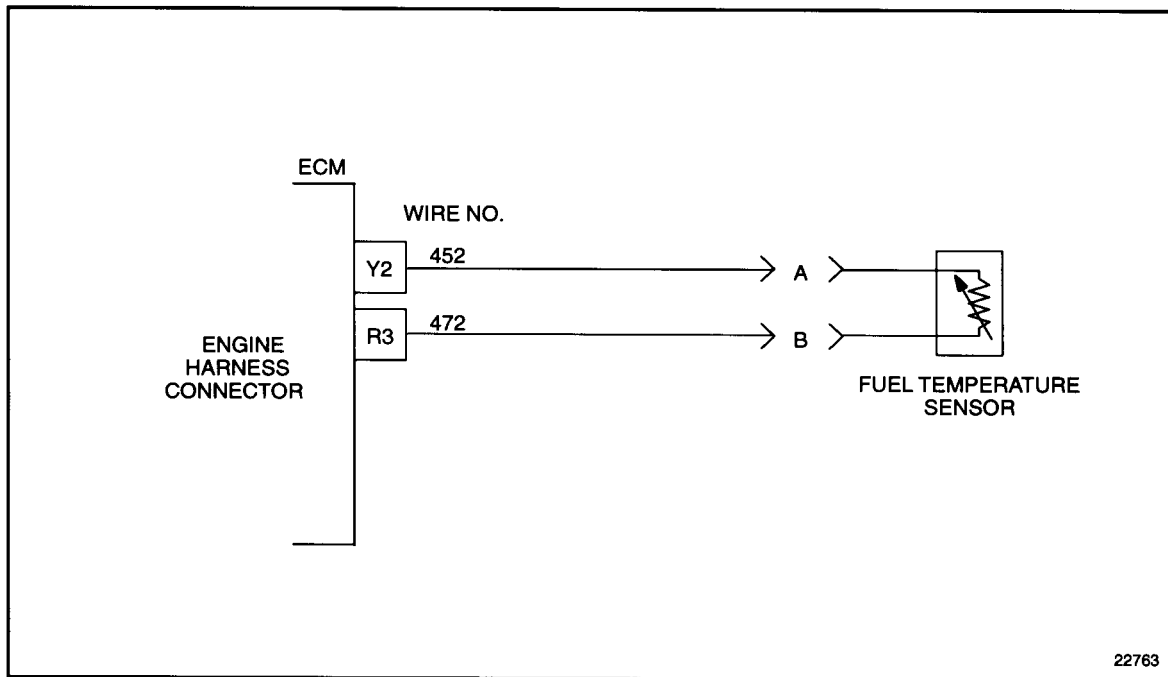 ECM
WIRE NO.
Y2
452
A
R3
472
B
ENGINE
HARNESS
CONNECTOR
FUEL TEMPERATURE
SENSOR
22763